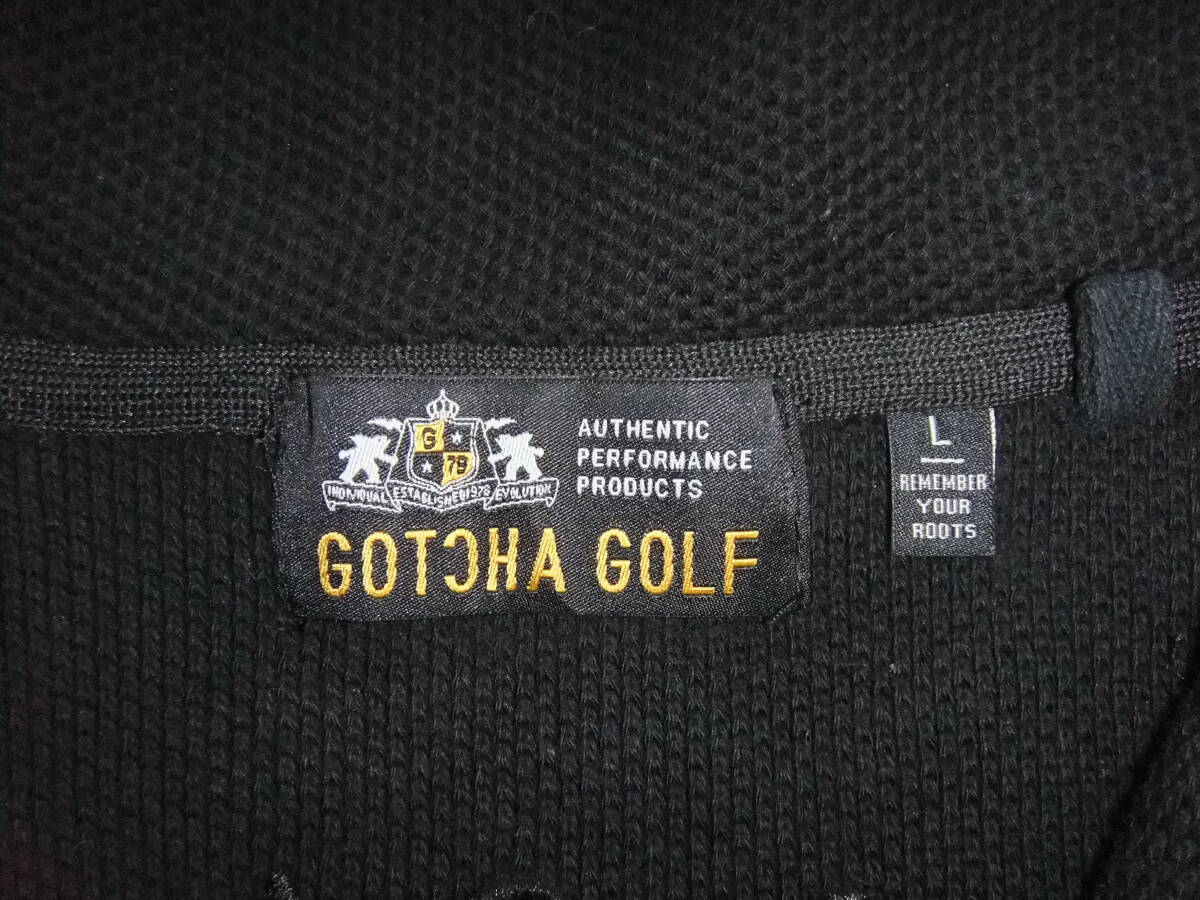 G
78
INDIVIDUAL ESTABLISHED 1978 EVOLUTION
AUTHENTIC
PERFORMANCE
PRODUCTS
GOTCHA GOLF
L
REMEMBER
YOUR
ROOTS